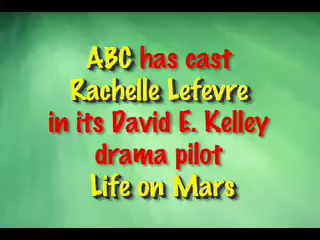 ABC has cast
Rachelle Lefevre
in its David E. Kelley
drama pilot
Life on Mars